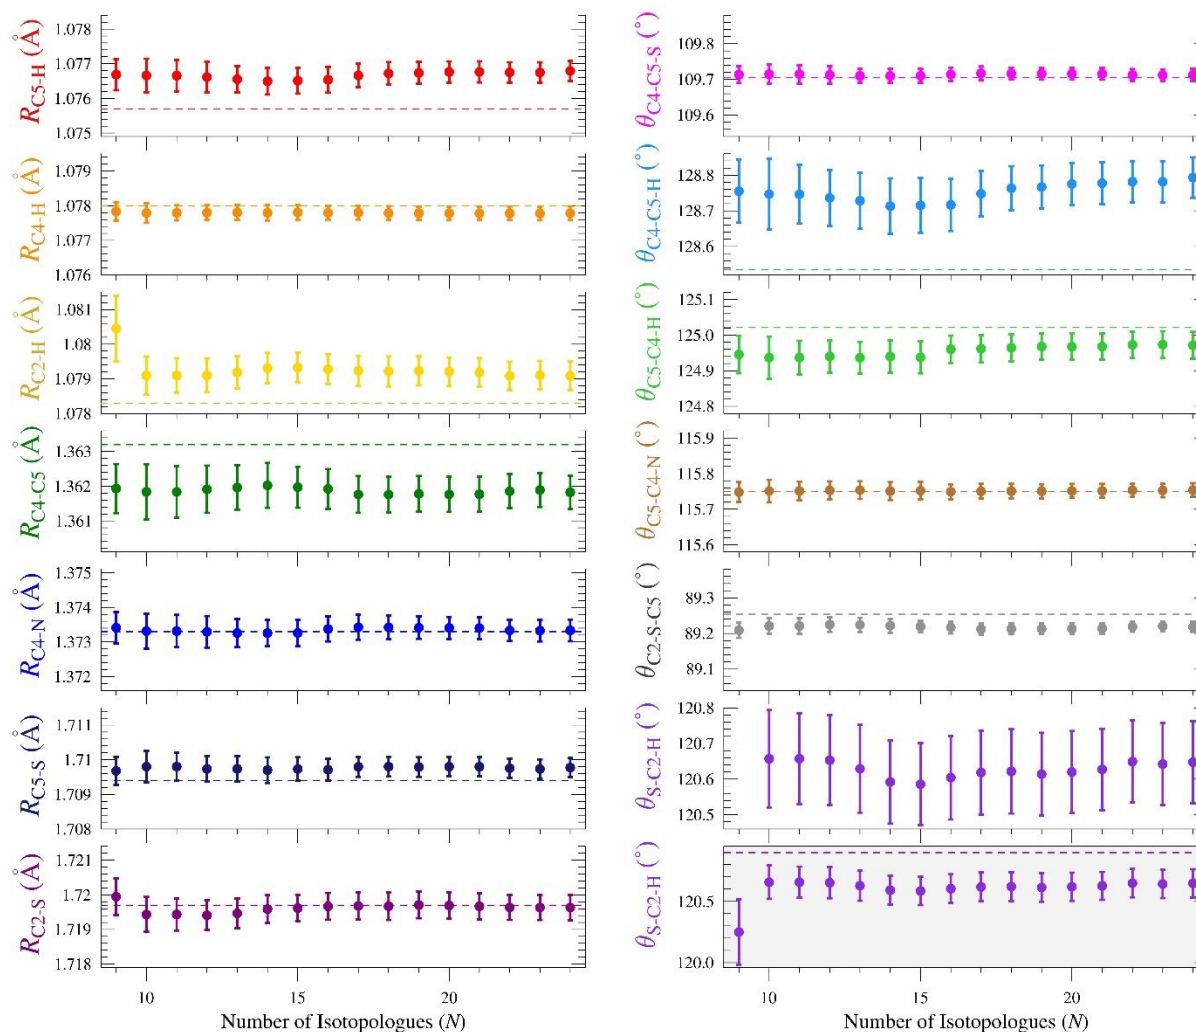 R_C5-H (Å)
1.078
1.077
1.076
1.075
R_C4-H (Å)
1.079
1.078
1.077
1.076
R_C2-H (Å)
1.081
1.08
1.079
1.078
R_C4-C5 (Å)
1.363
1.362
1.361
R_C4-N (Å)
1.375
1.374
1.373
1.372
R_C5-S (Å)
1.711
1.71
1.709
1.708
R_C2-S (Å)
1.721
1.72
1.719
1.718
10 15 20
Number of Isotopologues (N)
θ_C4-C5-S (°)
109.8
109.7
109.6
θ_C4-C5-H (°)
128.8
128.7
128.6
θ_C5-C4-H (°)
125.1
125.0
124.9
124.8
θ_C5-C4-N (°)
115.9
115.8
115.7
115.6
θ_C2-S-C5 (°)
89.3
89.2
89.1
θ_S-C2-H (°)
120.8
120.7
120.6
120.5
θ_S-C2-H (°)
120.5
120.0
10 15 20
Number of Isotopologues (N)